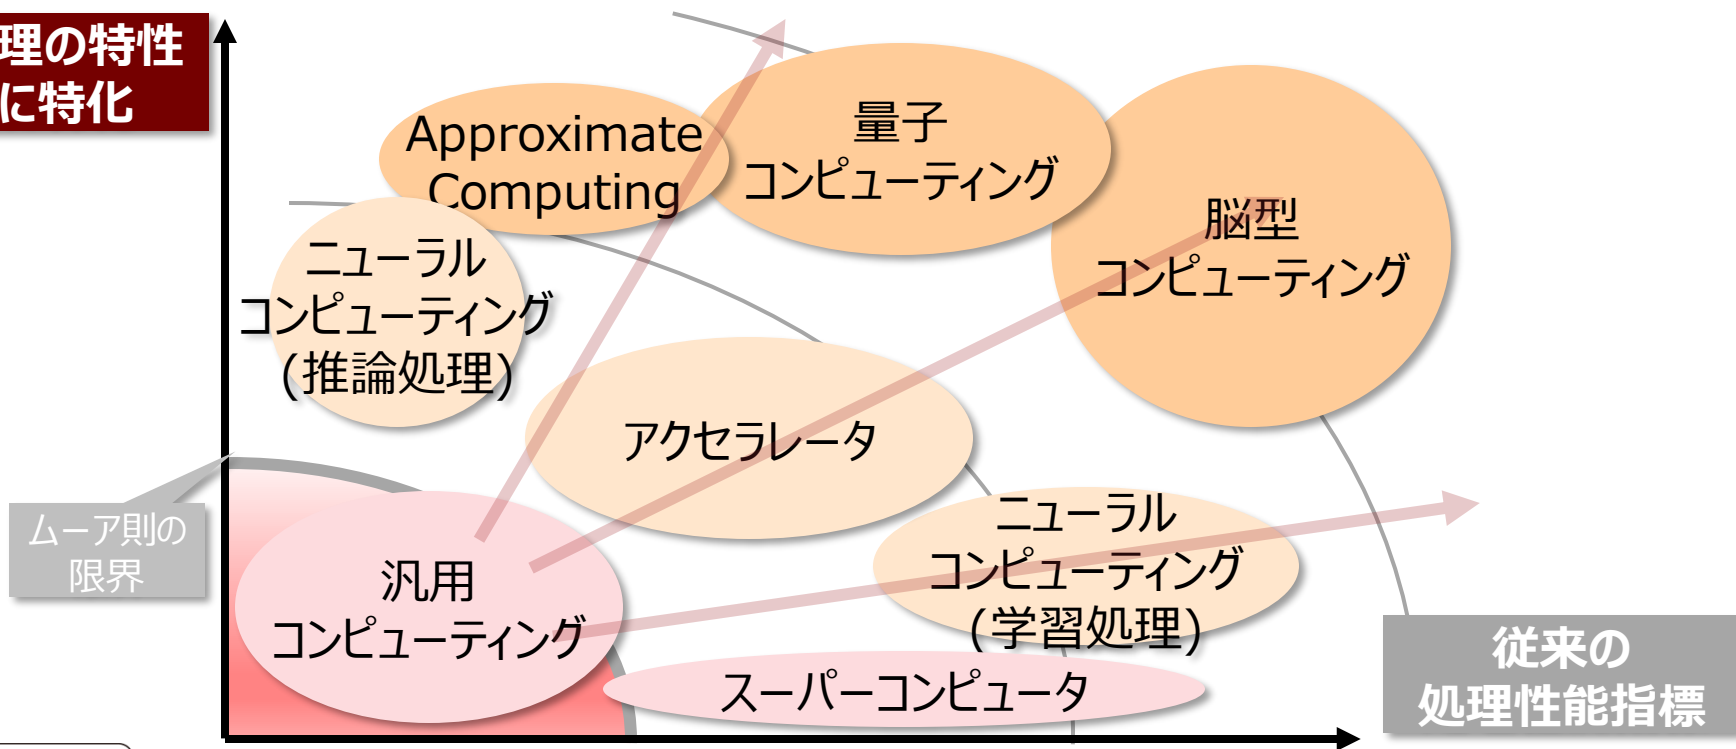 理の特性
に特化
Approximate
Computing
量子
コンピューティング
脳型
コンピューティング
ニューラル
コンピューティング
(推論処理)
アクセラレータ
ムーア則の
限界
汎用
コンピューティング
ニューラル
コンピューティング
(学習処理)
スーパーコンピュータ
従来の
処理性能指標